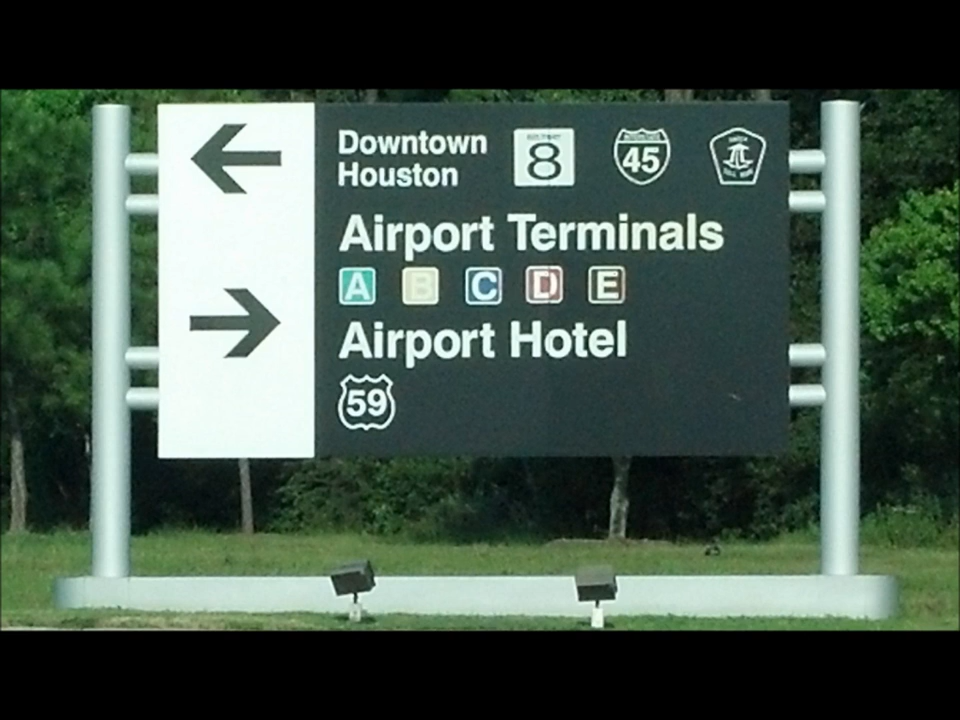 Downtown
Houston
8
45
Airport Terminals
A B C D E
Airport Hotel
59